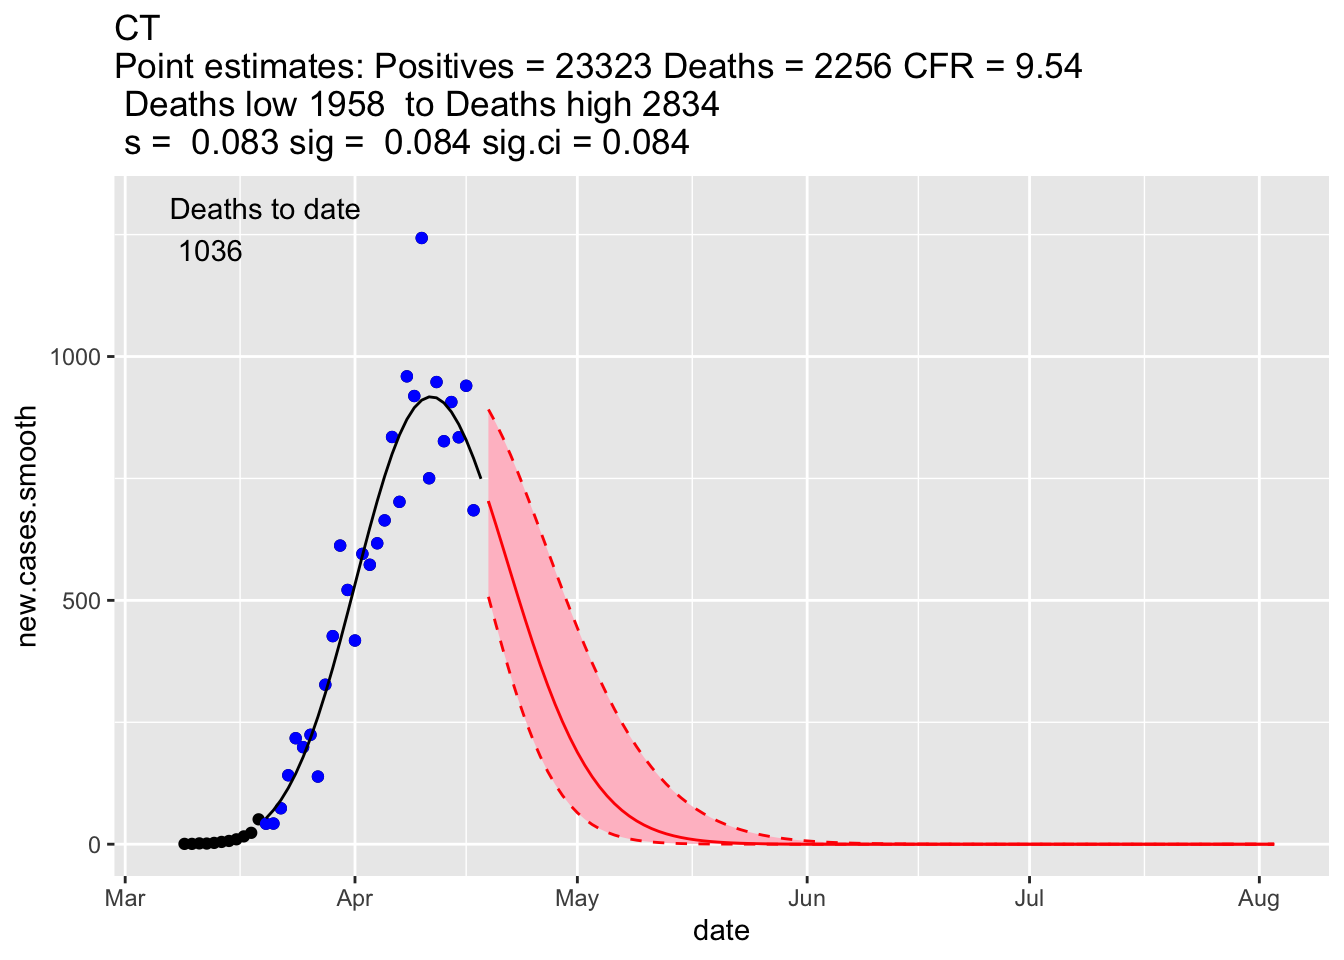 CT
Point estimates: Positives = 23323 Deaths = 2256 CFR = 9.54
Deaths low 1958  to Deaths high 2834
s =  0.083 sig =  0.084 sig.ci = 0.084
Deaths to date
1036
1000
500
0
new.cases.smooth
Mar Apr May Jun Jul Aug
date